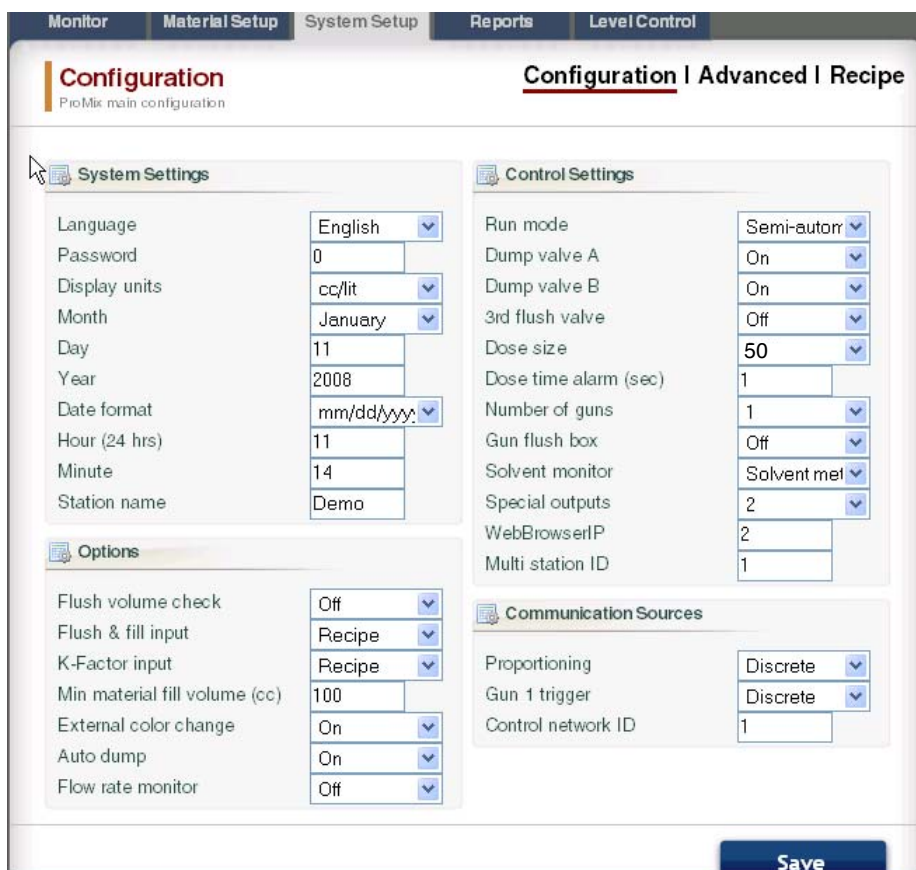 Monitor Material Setup System Setup Reports Level Control
Configuration
ProMix main configuration
Configuration | Advanced | Recipe
System Settings
Language English
Password 0
Display units cc/lit
Month January
Day 11
Year 2008
Date format mm/dd/yyy
Hour (24 hrs) 11
Minute 14
Station name Demo
Options
Flush volume check Off
Flush & fill input Recipe
K-Factor input Recipe
Min material fill volume (cc) 100
External color change On
Auto dump On
Flow rate monitor Off
Control Settings
Run mode Semi-autom
Dump valve A On
Dump valve B On
3rd flush valve Off
Dose size 50
Dose time alarm (sec) 1
Number of guns 1
Gun flush box Off
Solvent monitor Solvent met
Special outputs 2
WebBrowserIP 2
Multi station ID 1
Communication Sources
Proportioning Discrete
Gun 1 trigger Discrete
Control network ID 1
Save